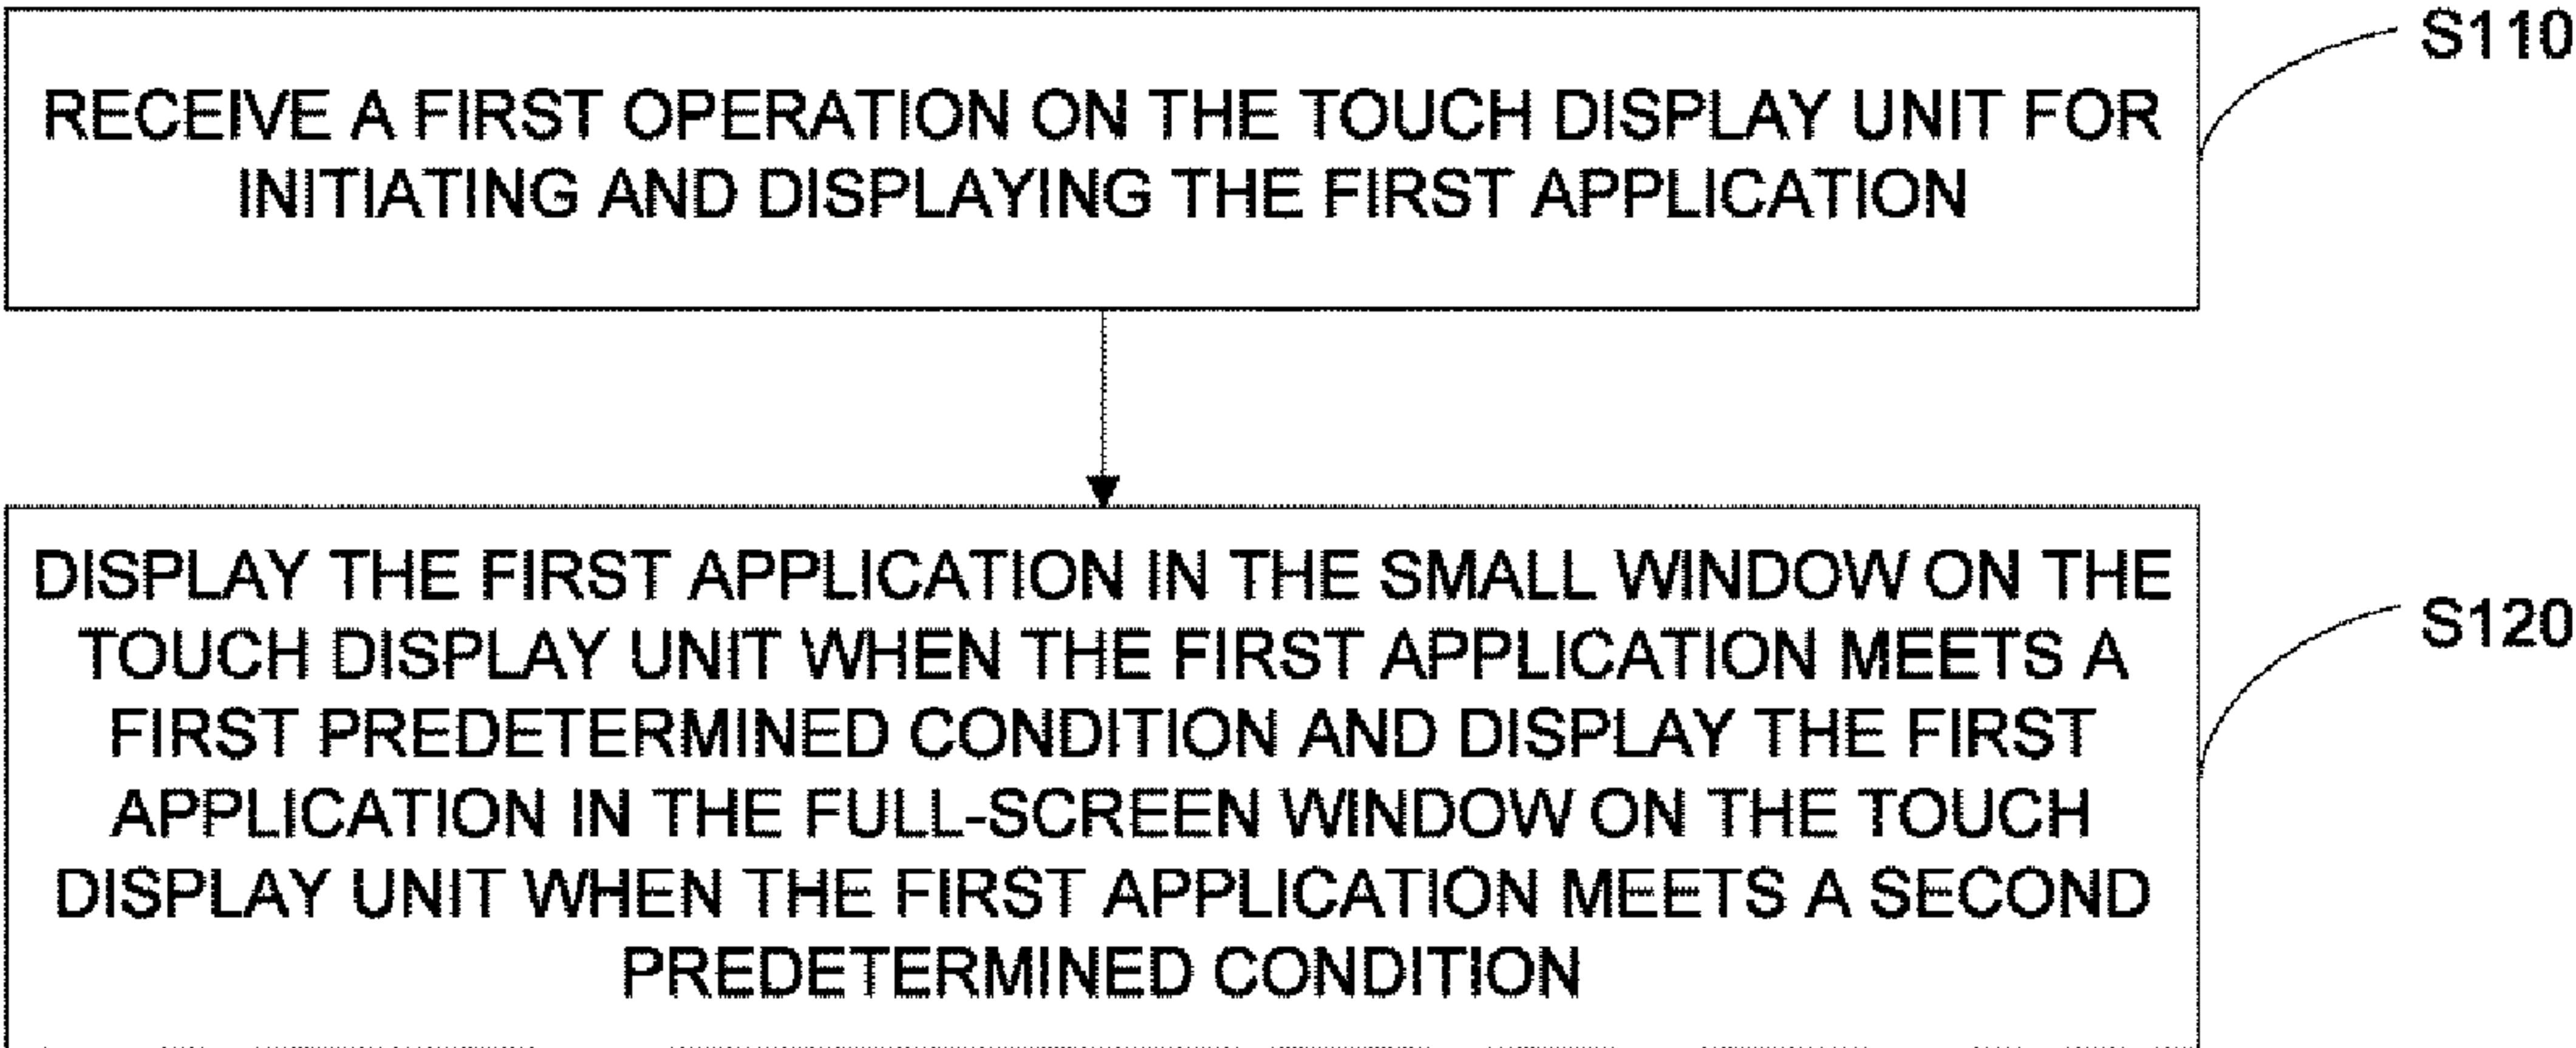 S110
RECEIVE A FIRST OPERATION ON THE TOUCH DISPLAY UNIT FOR
INITIATING AND DISPLAYING THE FIRST APPLICATION
DISPLAY THE FIRST APPLICATION IN THE SMALL WINDOW ON THE
S120
TOUCH DISPLAY UNIT WHEN THE FIRST APPLICATION MEETS A
FIRST PREDETERMINED CONDITION AND DISPLAY THE FIRST
APPLICATION IN THE FULL-SCREEN WINDOW ON THE TOUCH
DISPLAY UNIT WHEN THE FIRST APPLICATION MEETS A SECOND
PREDETERMINED CONDITION